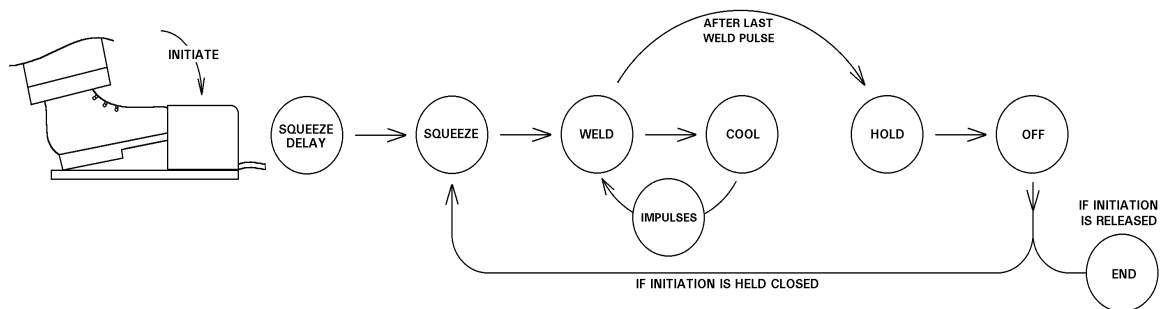 INITIATE
SQUEEZE
DELAY
SQUEEZE
WELD
COOL
IMPULSES
AFTER LAST
WELD PULSE
HOLD
OFF
IF INITIATION
IS RELEASED
END
IF INITIATION IS HELD CLOSED